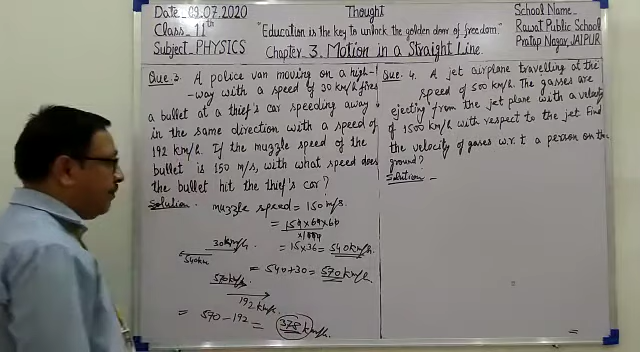 Date 09.07.2020
Class 11th
Subject PHYSICS
Thought
"Education is the key to unlock the golden door of freedom."
Chapter 3. Motion in a Straight Line.
School Name
Rawat Public School
Pratap Nagar, JAIPUR
Que. 3. A police van moving on a high-
-way with a speed of 30 km/h fires
a bullet at a thief's car speeding away
in the same direction with a speed of
192 km/h. If the muzzle speed of the
bullet is 150 m/s, with what speed does
the bullet hit the thief's car?
Solution. muzzle speed = 150 m/s.
= 15 × 36 = 540 km/h.
30 km/h
540 km
= 540 + 30 = 570 km/h.
570 km/h
192 km/h.
= 570 – 192 = 378 km/h.
Que. 4. A jet airplane travelling at the
speed of 500 km/h. The gasses are
ejecting from the jet plane with a velocity
of 1500 km/h with respect to the jet. Find
the velocity of gases w.r.t a person on the
ground?
Solution –